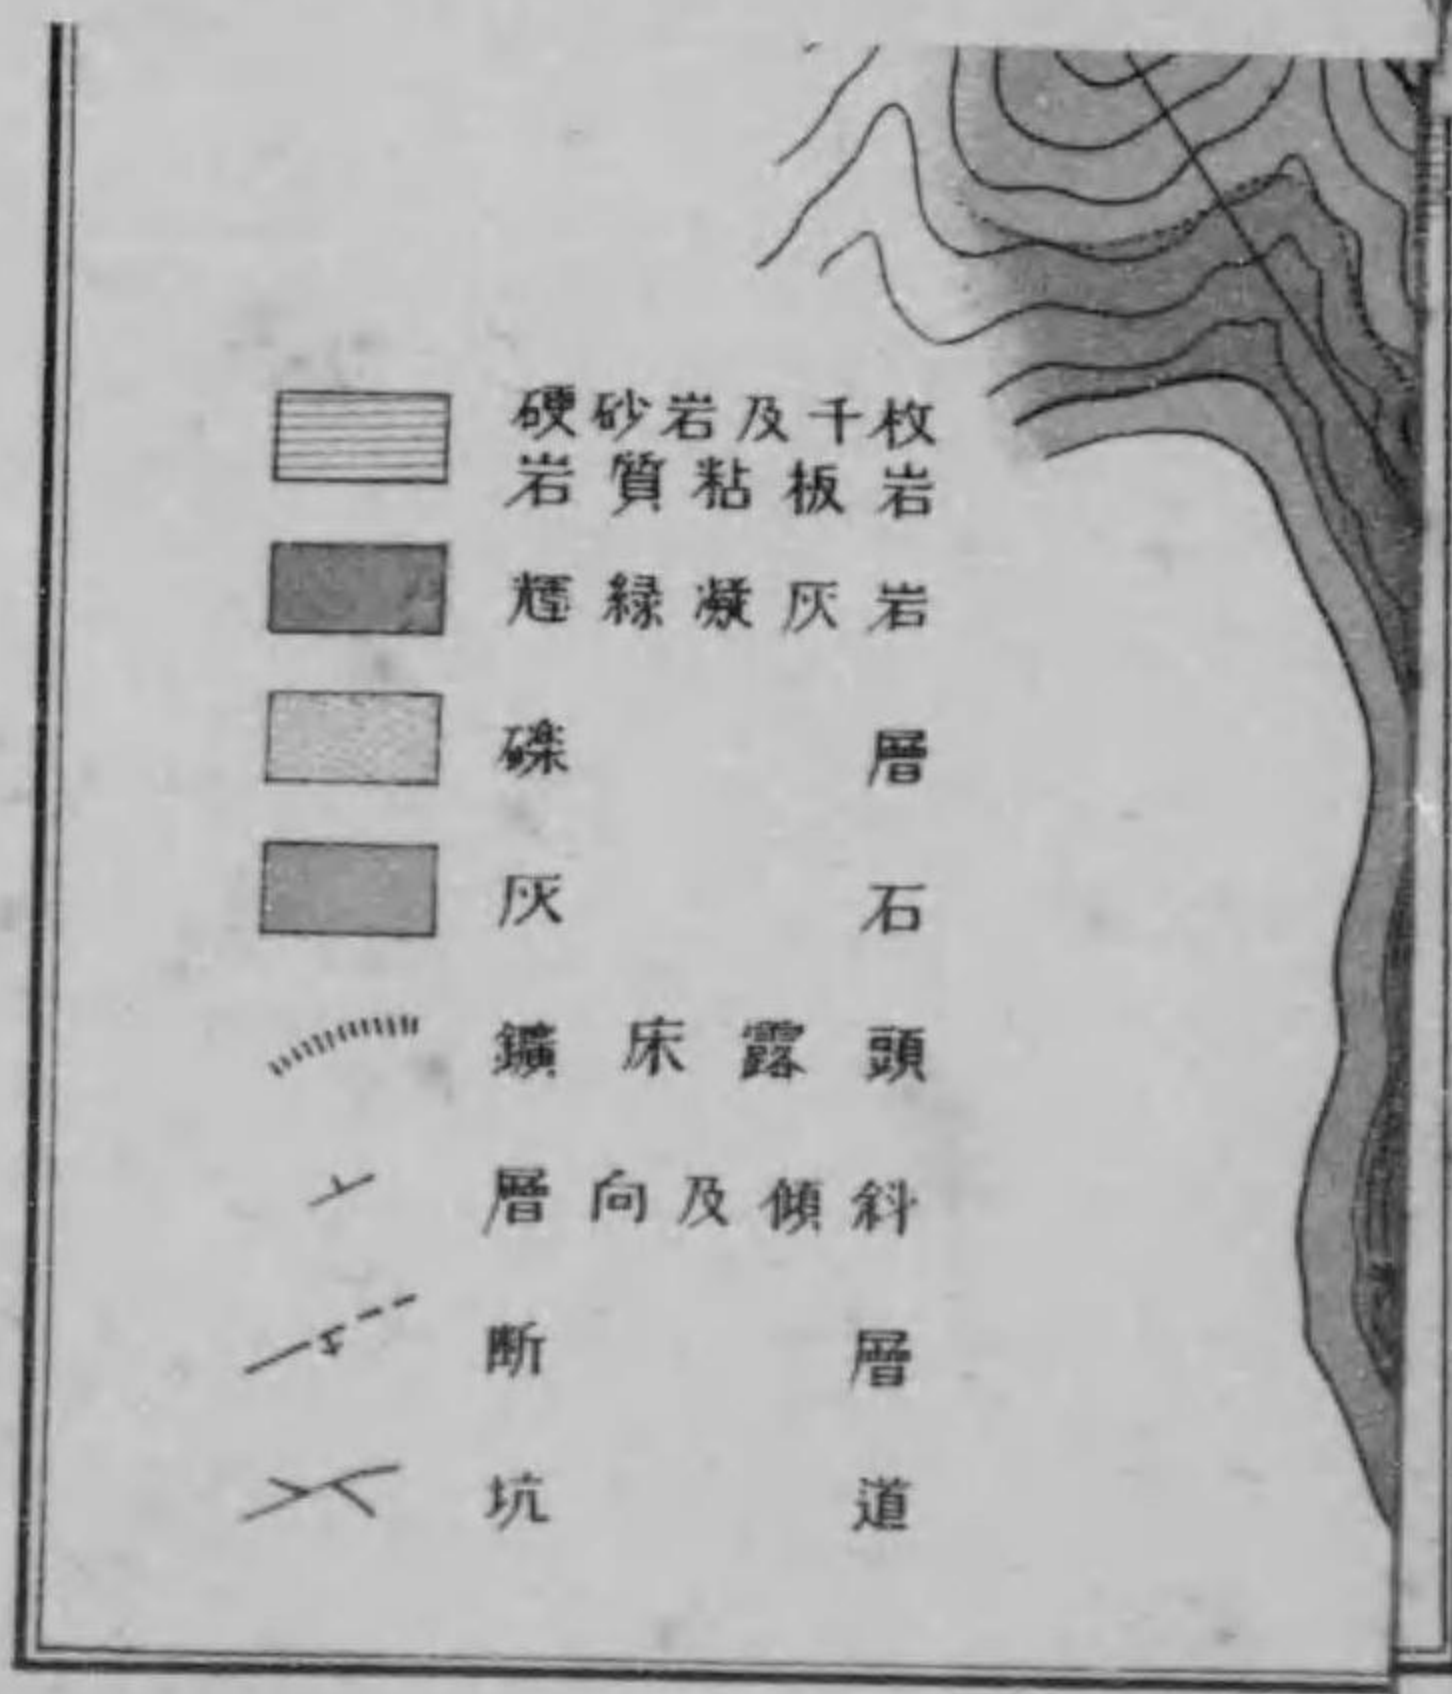 硬砂岩及千枚
岩質粘板岩
輝緑凝灰岩
礫層
灰石
鑛床露頭
層向及傾斜
断層
坑道